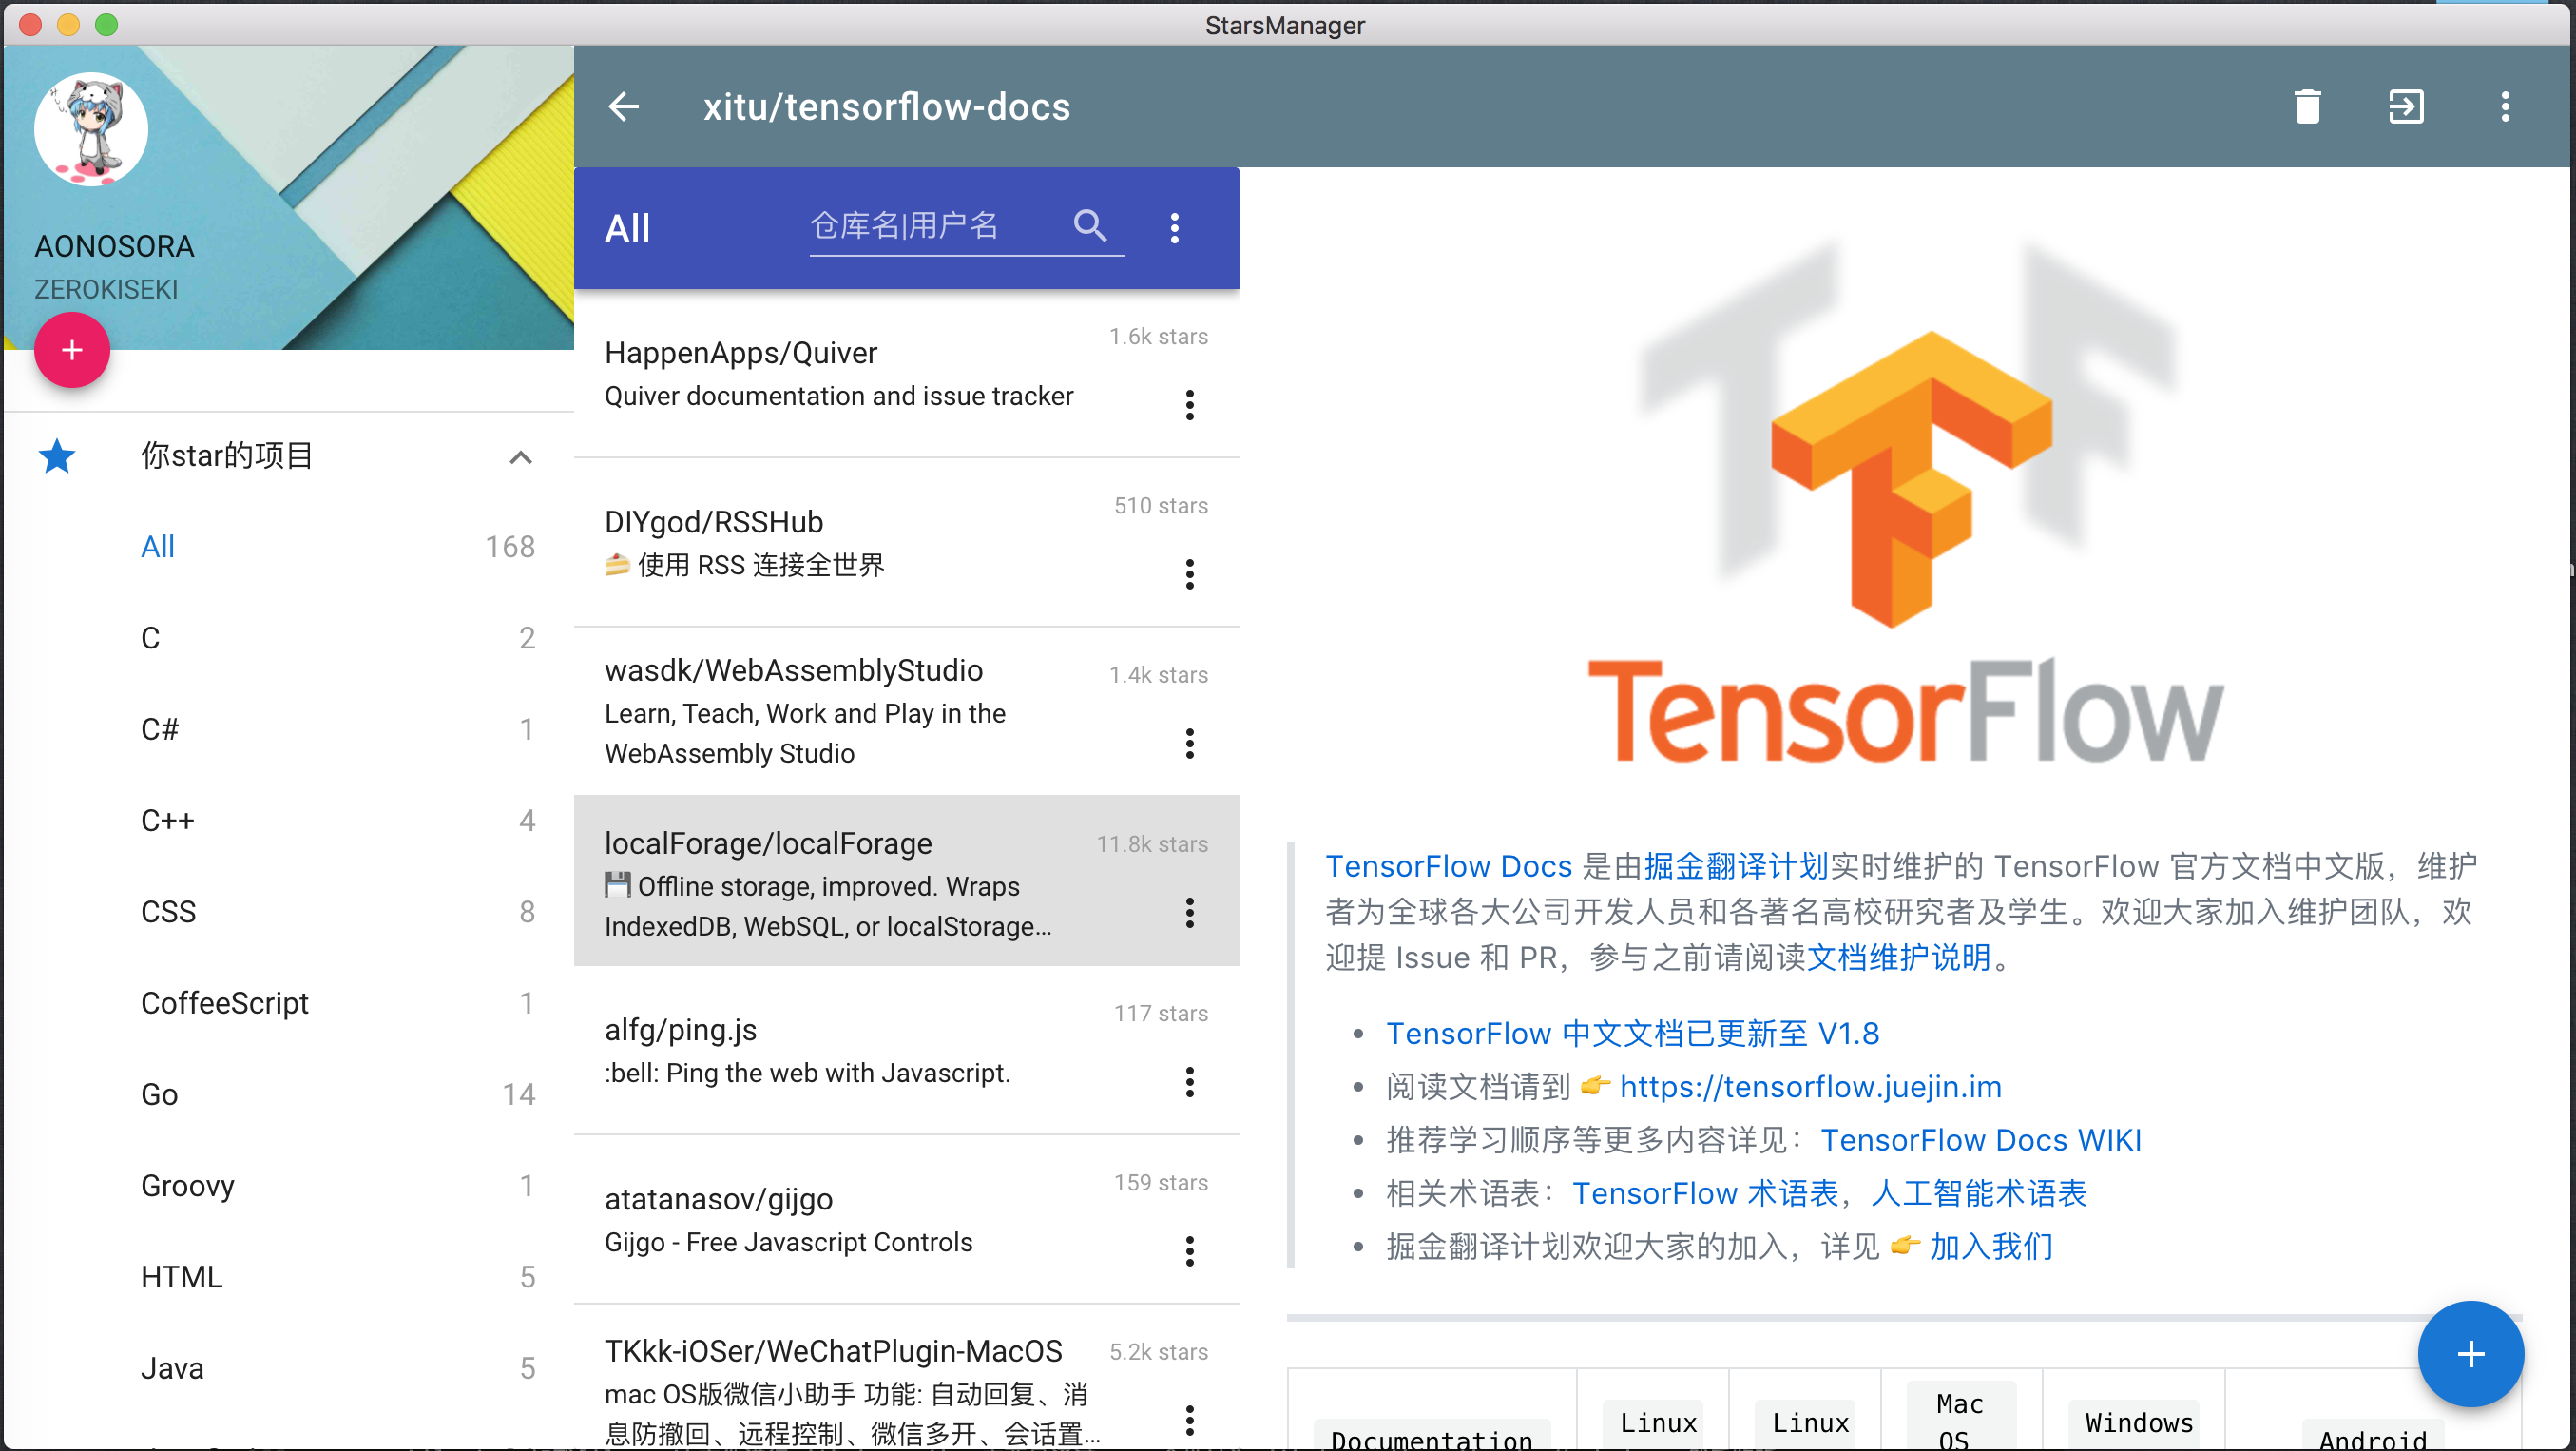 StarsManager
AONOSORA
ZEROKISEKI
你star的项目
All 168
C 2
C# 1
C++ 4
CSS 8
CoffeeScript 1
Go 14
Groovy 1
HTML 5
Java 5
xitu/tensorflow-docs
All 仓库名|用户名
HappenApps/Quiver 1.6k stars
Quiver documentation and issue tracker
DIYgod/RSSHub 510 stars
🍰 使用 RSS 连接全世界
wasdk/WebAssemblyStudio 1.4k stars
Learn, Teach, Work and Play in the
WebAssembly Studio
localForage/localForage 11.8k stars
💾 Offline storage, improved. Wraps
IndexedDB, WebSQL, or localStorage...
alfg/ping.js 117 stars
:bell: Ping the web with Javascript.
atatanasov/gijgo 159 stars
Gijgo - Free Javascript Controls
TKkk-iOSer/WeChatPlugin-MacOS 5.2k stars
mac OS版微信小助手 功能: 自动回复、消
息防撤回、远程控制、微信多开、会话置...
TensorFlow
TensorFlow Docs 是由掘金翻译计划实时维护的 TensorFlow 官方文档中文版，维护
者为全球各大公司开发人员和各著名高校研究者及学生。欢迎大家加入维护团队，欢
迎提 Issue 和 PR，参与之前请阅读文档维护说明。
• TensorFlow 中文文档已更新至 V1.8
• 阅读文档请到 👉 https://tensorflow.juejin.im
• 推荐学习顺序等更多内容详见：TensorFlow Docs WIKI
• 相关术语表：TensorFlow 术语表，人工智能术语表
• 掘金翻译计划欢迎大家的加入，详见 👉 加入我们
Documentation Linux Linux Mac OS Windows Android